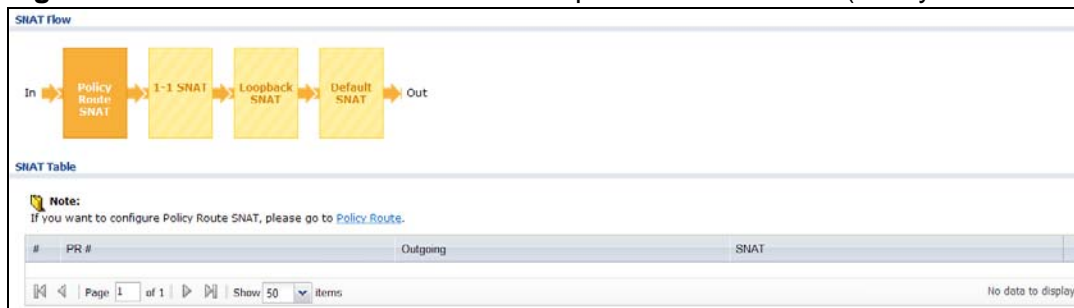 SNAT Flow
In
Policy
Route
SNAT
1-1 SNAT
Loopback
SNAT
Default
SNAT
Out
SNAT Table
Note:
If you want to configure Policy Route SNAT, please go to Policy Route.
# PR # Outgoing SNAT
Page 1 of 1 Show 50 items No data to display